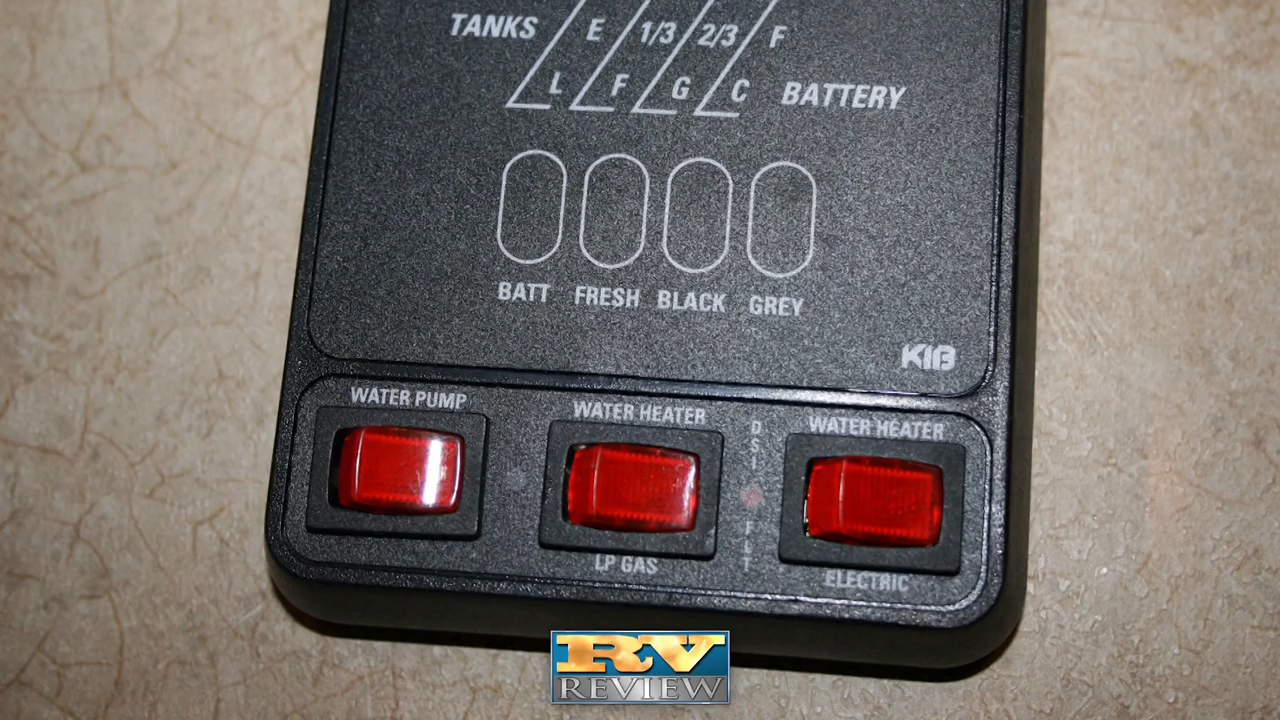 TANKS E 1/3 2/3 F
L F G C BATTERY
BATT FRESH BLACK GREY
KIB
WATER PUMP
WATER HEATER
LP GAS
DSI FLT
WATER HEATER
ELECTRIC
RV
REVIEW